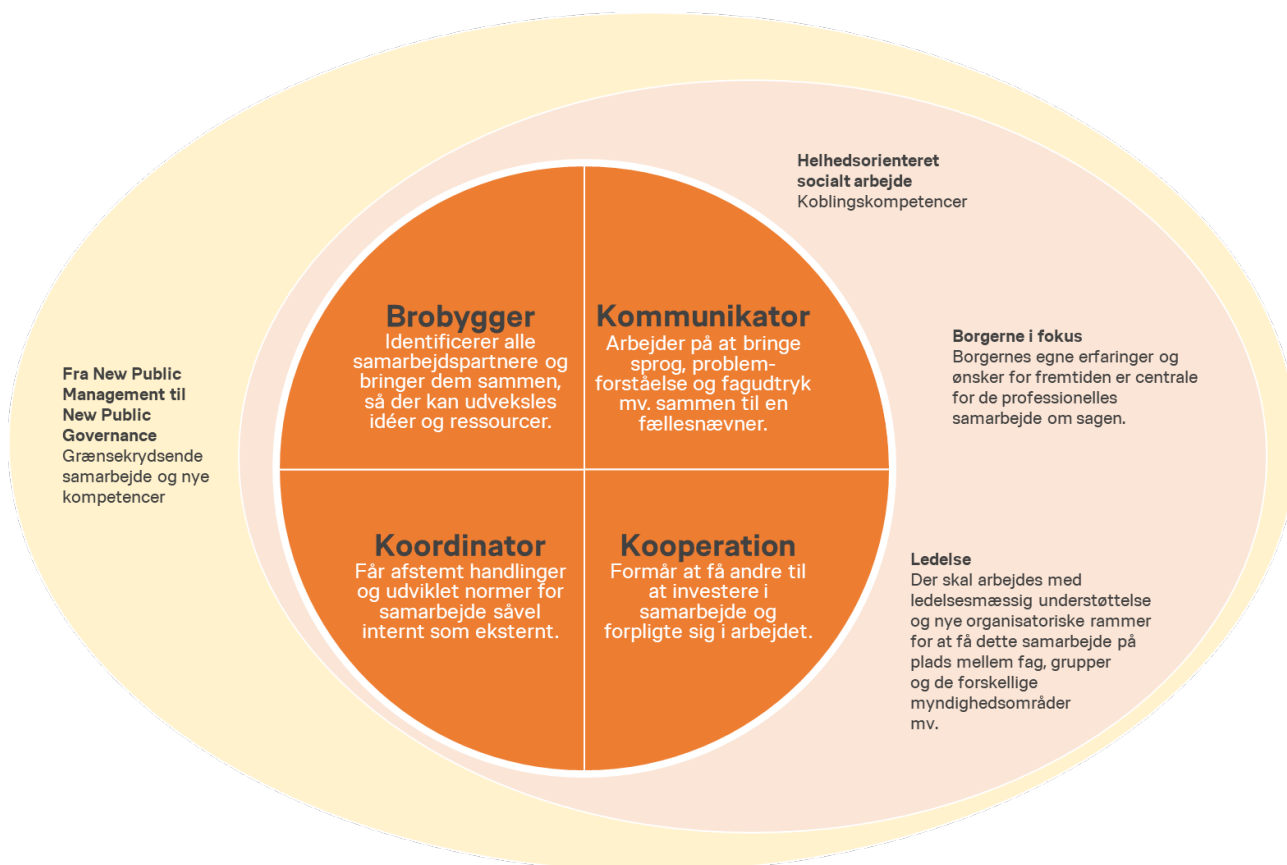 Fra New Public
Management til
New Public
Governance
Grænsekrydsende
samarbejde og nye
kompetencer
Brobygger
Identificerer alle
samarbejdspartnere og
bringer dem sammen,
så der kan udveksles
idéer og ressourcer.
Kommunikator
Arbejder på at bringe
sprog, problem-
forståelse og fagudtryk
mv. sammen til en
fællesnævner.
Koordinator
Får afstemt handlinger
og udviklet normer for
samarbejde såvel
internt som eksternt.
Kooperation
Formår at få andre til
at investere i
samarbejde og
forpligte sig i arbejdet.
Helhedsorienteret
socialt arbejde
Koblingskompetencer
Borgerne i fokus
Borgernes egne erfaringer og
ønsker for fremtiden er centrale
for de professionelles
samarbejde om sagen.
Ledelse
Der skal arbejdes med
ledelsesmæssig understøttelse
og nye organisatoriske rammer
for at få dette samarbejde på
plads mellem fag, grupper
og de forskellige
myndighedsområder
mv.